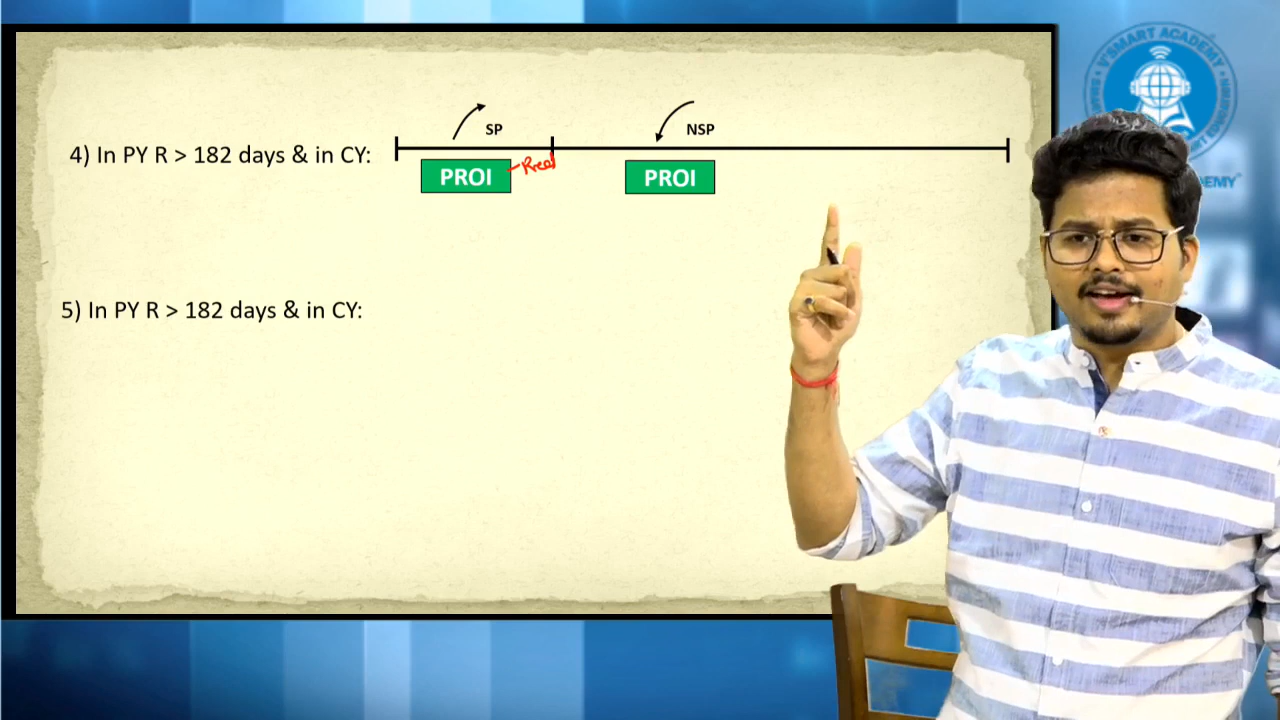 V'SMART ACADEMY
SP
NSP
4) In PY R > 182 days & in CY:
PROI
PROI
5) In PY R > 182 days & in CY: